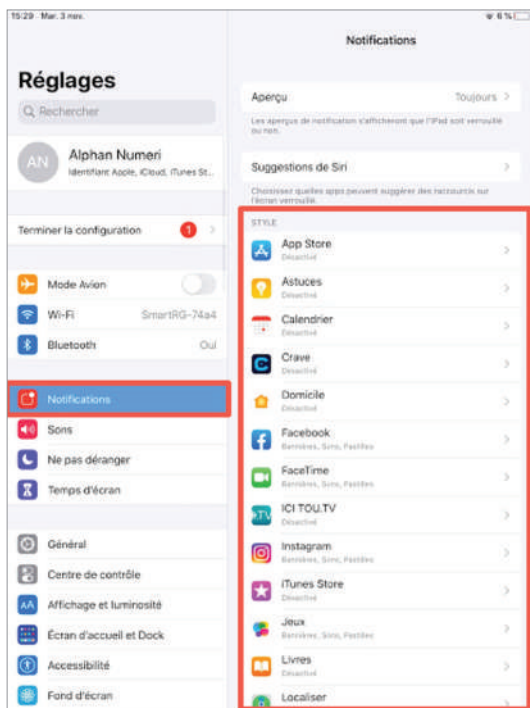 15:29 Mar. 3 nov.
6 %
Réglages
Rechercher
AN
Alphan Numeri
Identifiant Apple, iCloud, iTunes St...
Terminer la configuration
1
Mode Avion
Wi-Fi
SmartRG-74a4
Bluetooth
Oui
Notifications
Sons
Ne pas déranger
Temps d'écran
Général
Centre de contrôle
AA
Affichage et luminosité
Écran d'accueil et Dock
Accessibilité
Fond d'écran
Notifications
Aperçu
Toujours
Les aperçus de notification s'afficheront que l'iPad soit verrouillé
ou non.
Suggestions de Siri
Choisissez quelles apps peuvent suggérer des raccourcis sur
l'écran verrouillé.
STYLE
App Store
Désactivé
Astuces
Désactivé
Calendrier
Désactivé
Crave
Désactivé
Domicile
Désactivé
Facebook
Bannières, Sons, Pastilles
FaceTime
Bannières, Sons, Pastilles
ICI TOU.TV
Désactivé
Instagram
Bannières, Sons, Pastilles
iTunes Store
Désactivé
Jeux
Bannières, Sons, Pastilles
Livres
Désactivé
Localiser